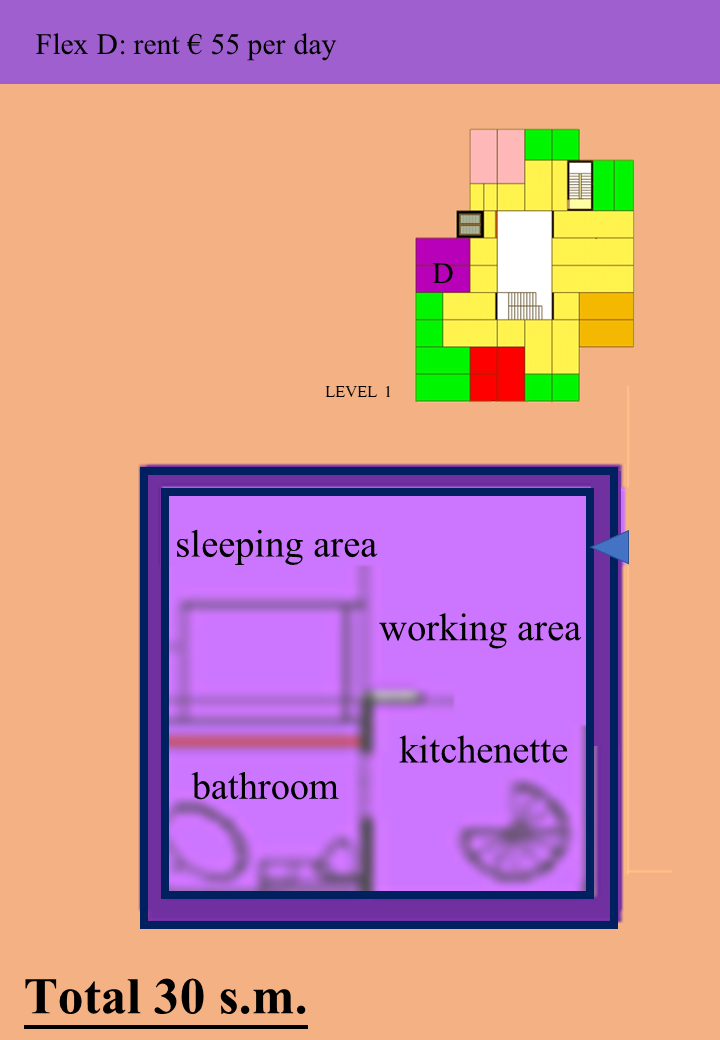 Flex D: rent € 55 per day
D
LEVEL 1
sleeping area
working area
kitchenette
bathroom
Total 30 s.m.